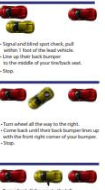 - Signal and blind spot check, pull
within 1 foot of the lead vehicle.
- Line up their back bumper
to the middle of your tire/back seat.
- Stop.
- Turn wheel all the way to the right.
- Come back until their back bumper lines up
with the front right corner of your bumper.
- Stop.